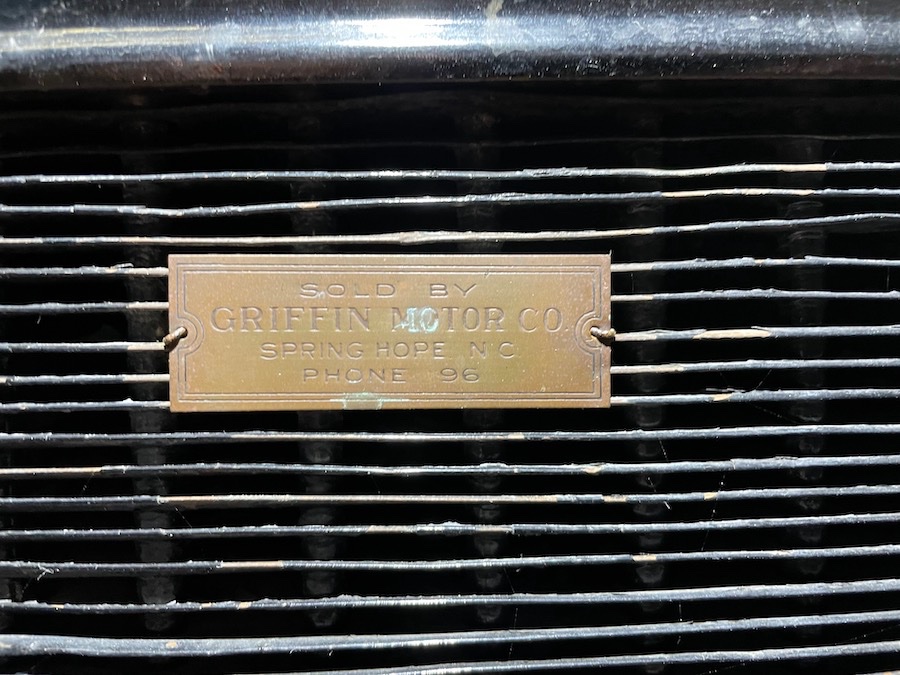 SOLD BY
GRIFFIN MOTOR CO.
SPRING HOPE N C
PHONE 96